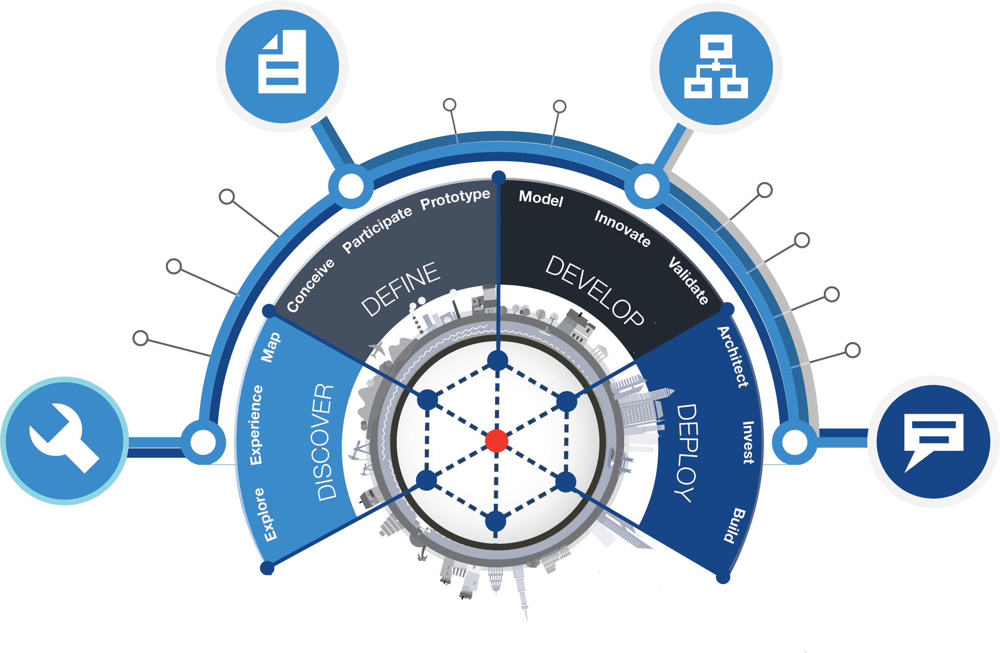 Explore
Experience
Map
DISCOVER
Conceive
Participate
Prototype
DEFINE
Model
Innovate
Validate
DEVELOP
Architect
Invest
Build
DEPLOY